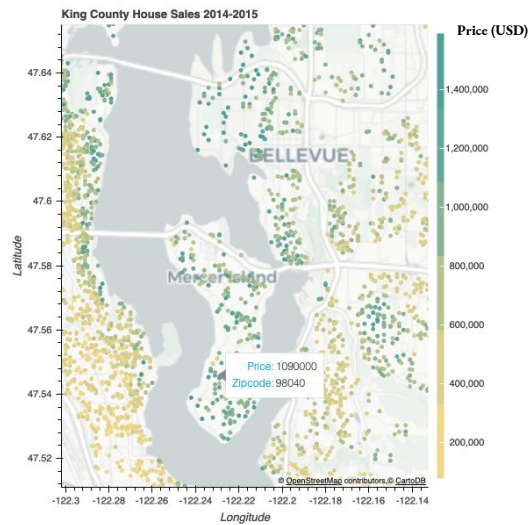 King County House Sales 2014-2015
Price (USD)
47.64
47.62
47.6
47.58
47.56
47.54
47.52
Latitude
BELLEVUE
Mercer Island
Price: 1090000
Zipcode: 98040
1,400,000
1,200,000
1,000,000
800,000
600,000
400,000
200,000
© OpenStreetMap contributors,© CartoDB
-122.3
-122.28
-122.26
-122.24
-122.22
-122.2
-122.18
-122.16
-122.14
Longitude